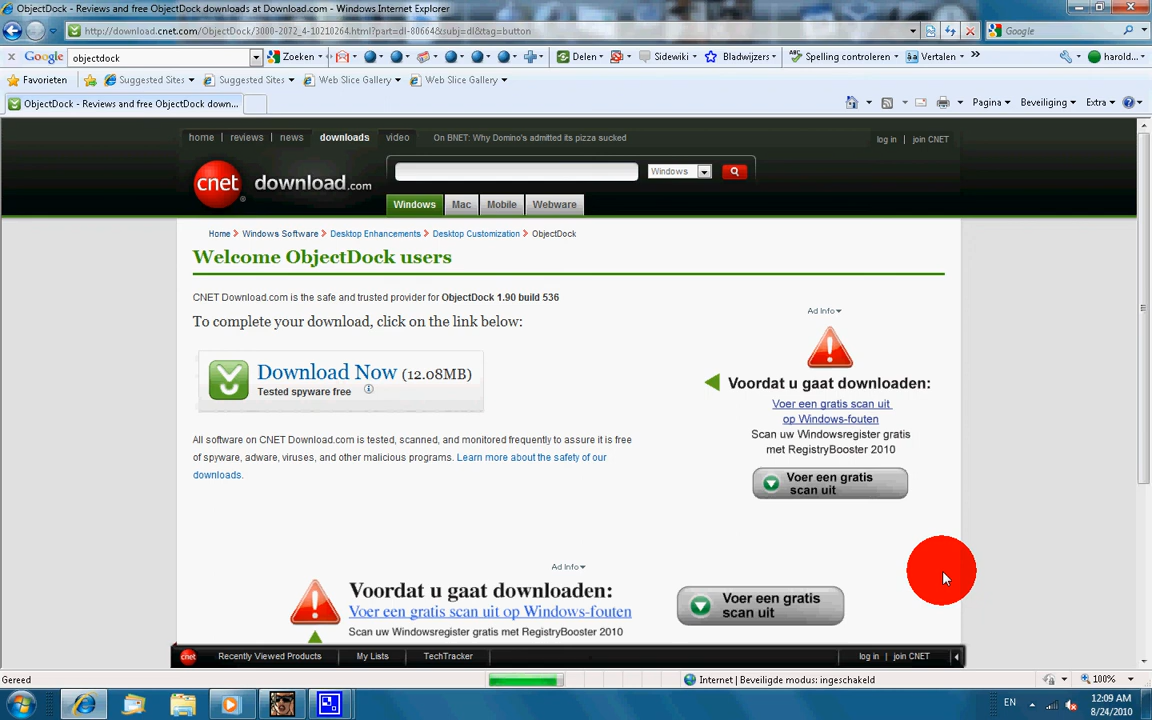 ObjectDock - Reviews and free ObjectDock downloads at Download.com - Windows Internet Explorer
http://download.cnet.com/ObjectDock/3000-2072_4-10210264.html?part=dl-80664&subj=dl&tag=button
Google
Google objectdock Zoeken Delen Sidewiki Bladwijzers Spelling controleren Vertalen harold...
Favorieten Suggested Sites Suggested Sites Web Slice Gallery Web Slice Gallery
ObjectDock - Reviews and free ObjectDock down... Pagina Beveiliging Extra
home | reviews | news downloads video On BNET: Why Domino's admitted its pizza sucked log in | join CNET
cnet download.com Windows
Windows Mac Mobile Webware
Home Windows Software Desktop Enhancements Desktop Customization ObjectDock
Welcome ObjectDock users
CNET Download.com is the safe and trusted provider for ObjectDock 1.90 build 536
To complete your download, click on the link below:
Download Now (12.08MB)
Tested spyware free
All software on CNET Download.com is tested, scanned, and monitored frequently to assure it is free
of spyware, adware, viruses, and other malicious programs. Learn more about the safety of our
downloads.
Ad Info
Voordat u gaat downloaden:
Voer een gratis scan uit
op Windows-fouten
Scan uw Windowsregister gratis
met RegistryBooster 2010
Voer een gratis
scan uit
Ad Info
Voordat u gaat downloaden:
Voer een gratis scan uit op Windows-fouten
Scan uw Windowsregister gratis met RegistryBooster 2010
Voer een gratis
scan uit
cnet Recently Viewed Products My Lists TechTracker log in | join CNET
Gereed Internet | Beveiligde modus: ingeschakeld 100%
EN 12:09 AM
8/24/2010